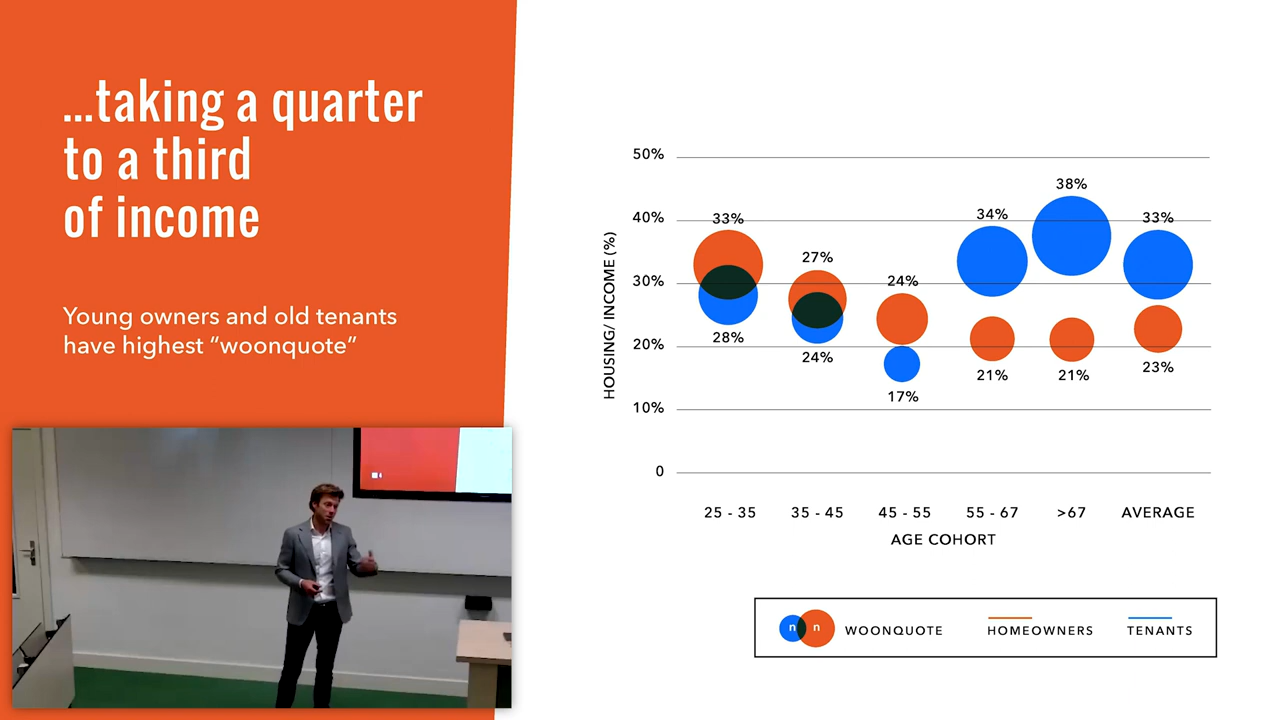 ...taking a quarter
to a third
of income
Young owners and old tenants
have highest “woonquote”
HOUSING/ INCOME (%)
50%
40%
30%
20%
10%
0
33%
28%
27%
24%
24%
17%
34%
21%
38%
21%
33%
23%
25 - 35
35 - 45
45 - 55
55 - 67
>67
AVERAGE
AGE COHORT
n n WOONQUOTE
HOMEOWNERS
TENANTS